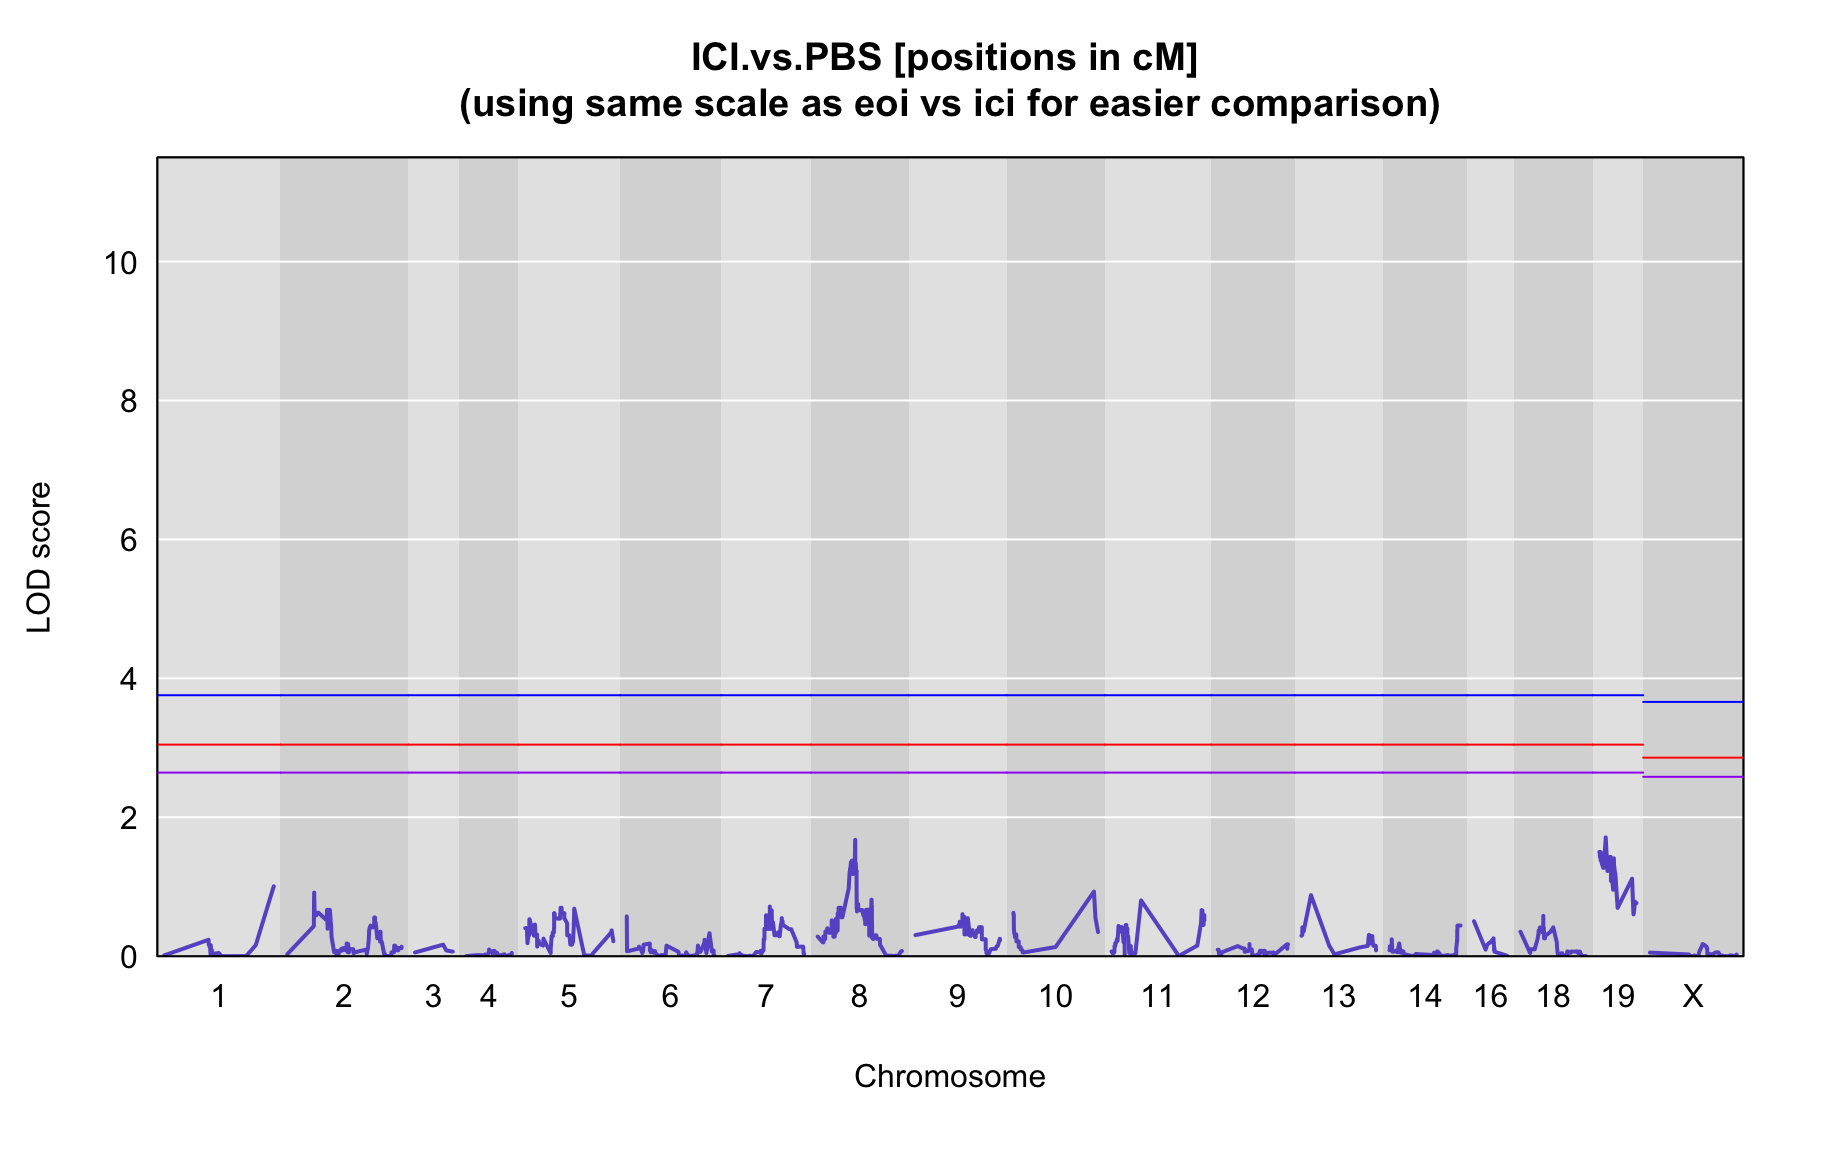 ICI.vs.PBS [positions in cM]
(using same scale as eoi vs ici for easier comparison)
10
8
6
4
2
0
LOD score
1 2 3 4 5 6 7 8 9 10 11 12 13 14 16 18 19 X
Chromosome